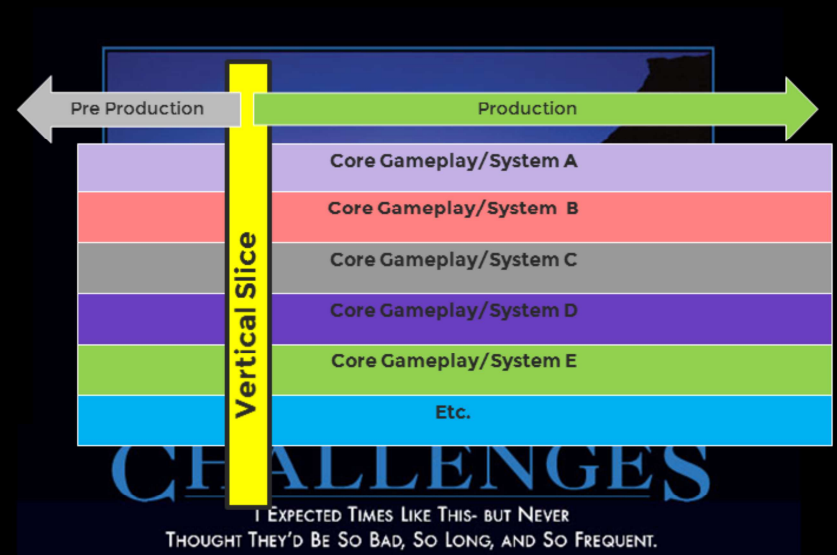 Pre Production
Production
Core Gameplay/System A
Core Gameplay/System B
Core Gameplay/System C
Core Gameplay/System D
Core Gameplay/System E
Etc.
Vertical Slice
CHALLENGES
I EXPECTED TIMES LIKE THIS- BUT NEVER
THOUGHT THEY'D BE SO BAD, SO LONG, AND SO FREQUENT.